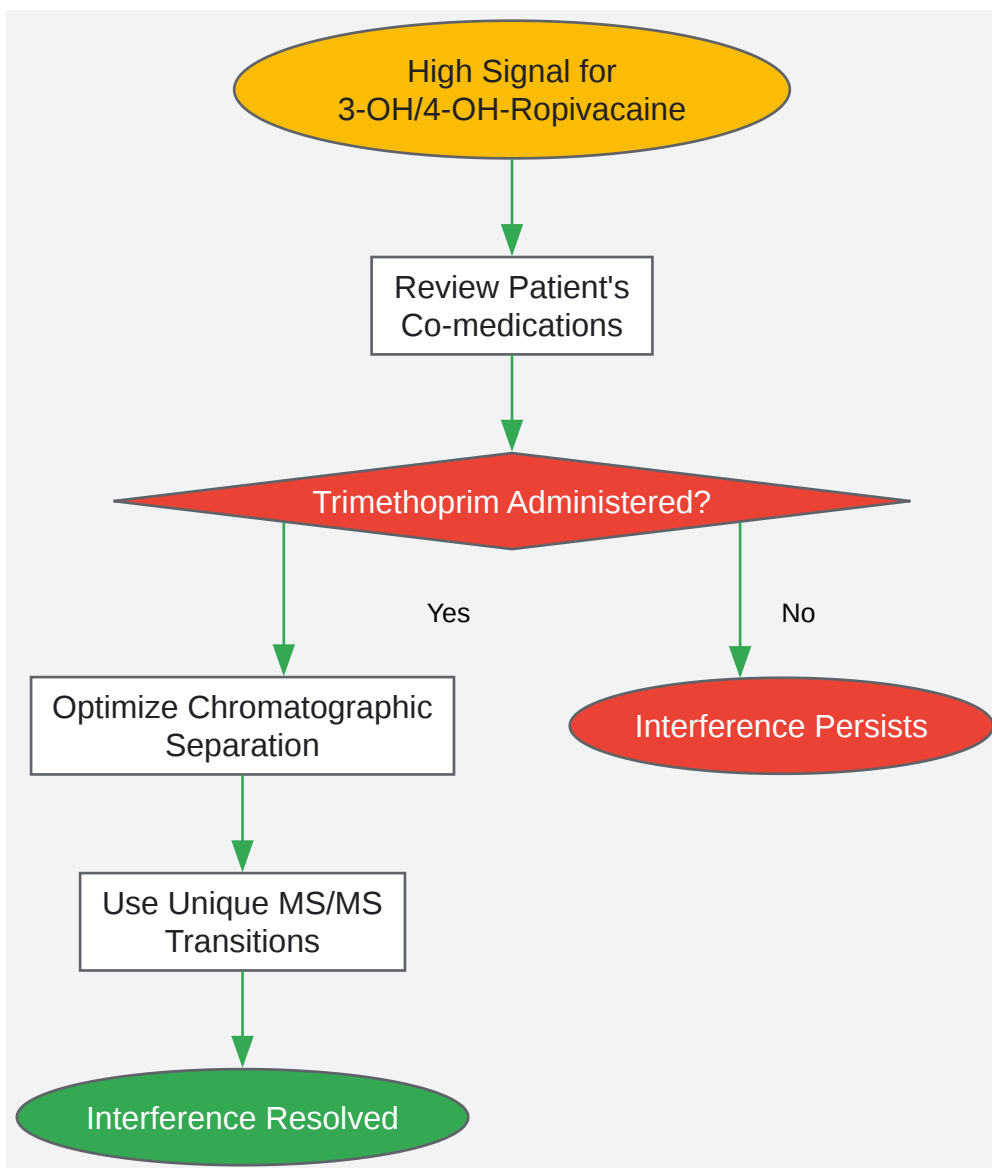 High Signal for
3-OH/4-OH-Ropivacaine
Review Patient's
Co-medications
Trimethoprim Administered?
Yes
No
Optimize Chromatographic
Separation
Interference Persists
Use Unique MS/MS
Transitions
Interference Resolved